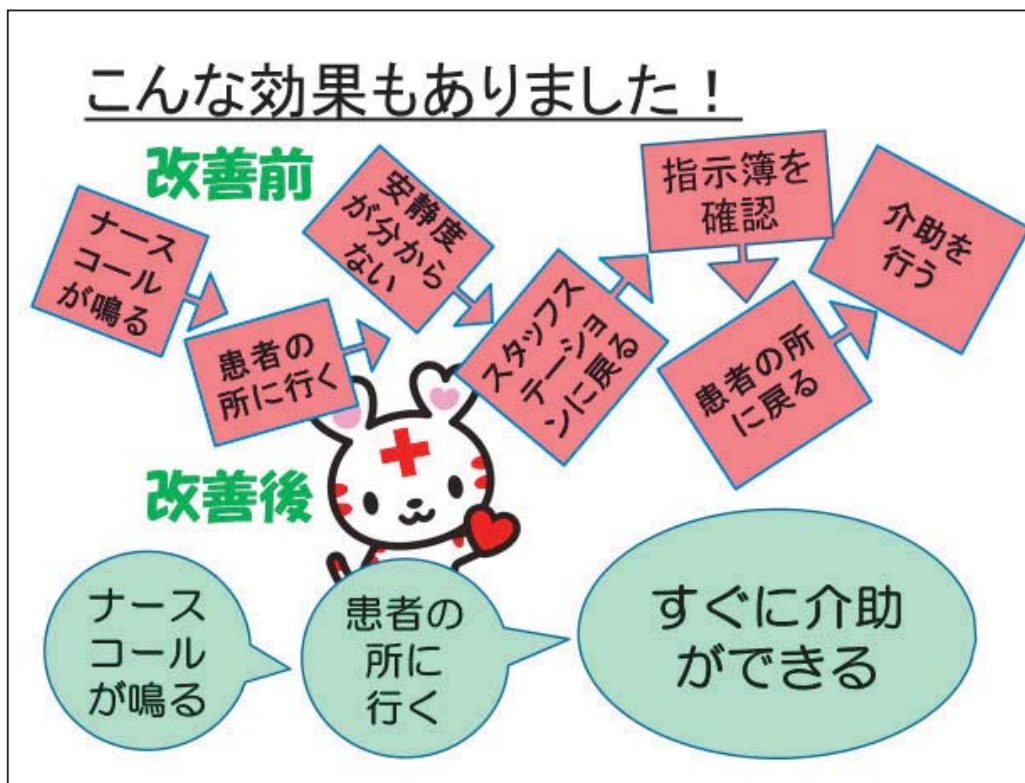 こんな効果もありました！
改善前
ナース
コール
が鳴る
患者の
所に行く
安静度
が分から
ない
スタッフス
テーショ
ンに戻る
指示簿を
確認
患者の所
に戻る
介助を
行う
改善後
ナース
コール
が鳴る
患者の
所に
行く
すぐに介助
ができる